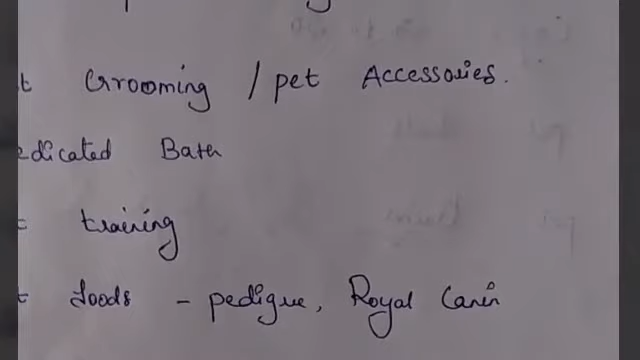 t Grooming / pet Accessories.
edicated Bath
t training
t foods - pedigue, Royal Canin